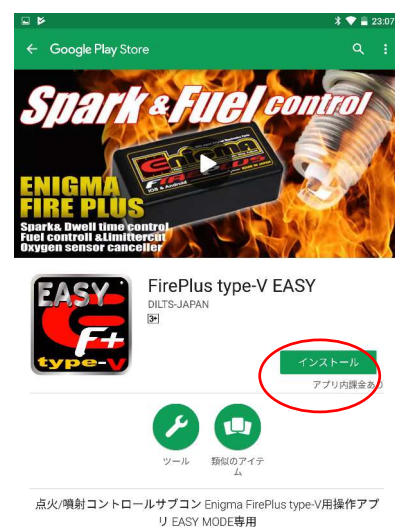 23:07
Google Play Store
Spark & Fuel control
Enigma
FIRE PLUS
iOS & Android
ENIGMA
FIRE PLUS
Spark& Dwell time control
Fuel controll &Limittercut
Oxygen sensor canceller
EASY
F+
type-V
FirePlus type-V EASY
DILTS-JAPAN
3+
インストール
アプリ内課金あり
ツール
類似のアイテ
ム
点火/噴射コントロールサブコン Enigma FirePlus type-V用操作アプ
リ EASY MODE専用